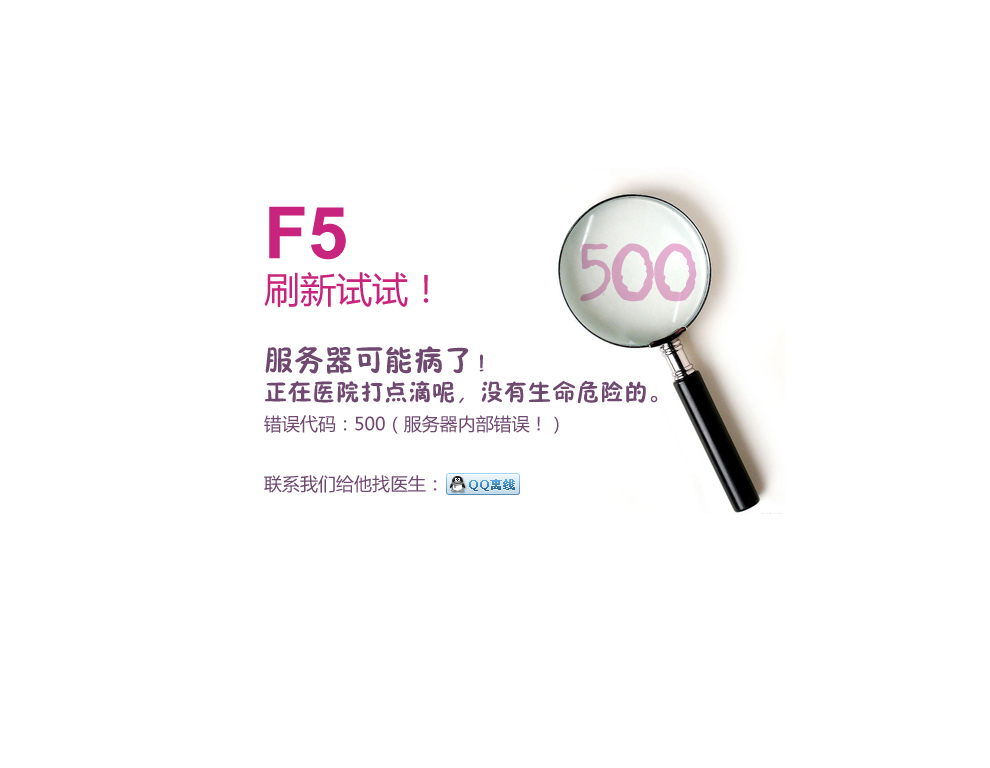 F5
刷新试试！
500
服务器可能病了！
正在医院打点滴呢，没有生命危险的。
错误代码：500（服务器内部错误！）
联系我们给他找医生： QQ离线